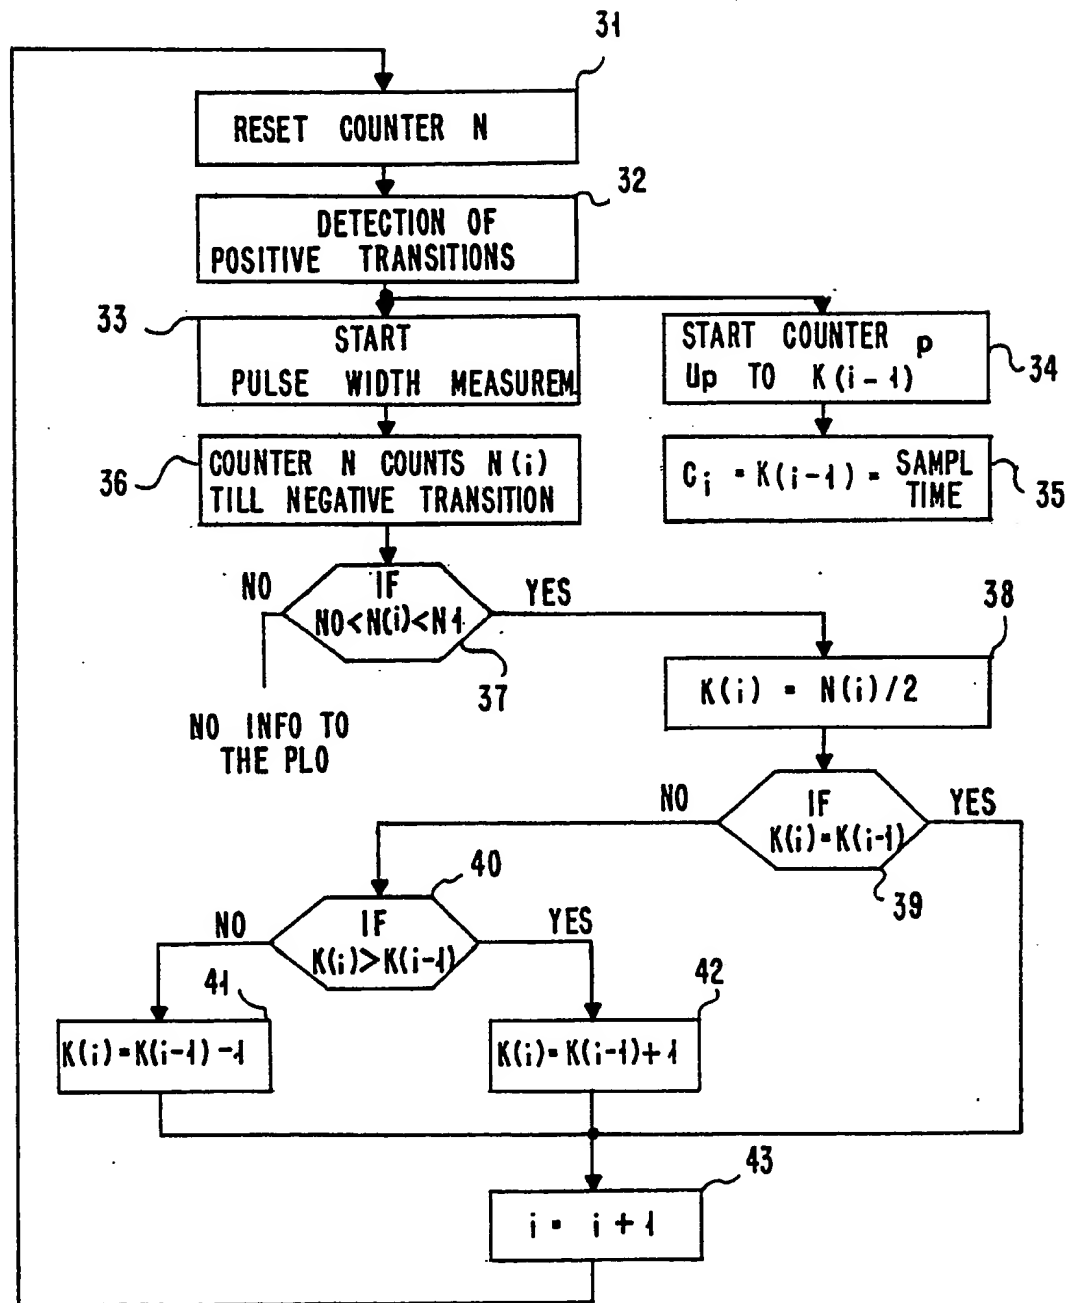 31
RESET COUNTER N
32
DETECTION OF
POSITIVE TRANSITIONS
33
START
PULSE WIDTH MEASUREM
START COUNTER p
Up TO K(i-1)
34
36
COUNTER N COUNTS N(i)
TILL NEGATIVE TRANSITION
Ci = K(i-1) = SAMPL
TIME
35
NO
IF
N0<N(i)<N1
YES
37
38
K(i) = N(i)/2
NO INFO TO
THE PLO
NO
IF
K(i)=K(i-1)
YES
39
40
NO
IF
K(i)>K(i-1)
YES
41
K(i)=K(i-1)-1
42
K(i)=K(i-1)+1
43
i = i+1